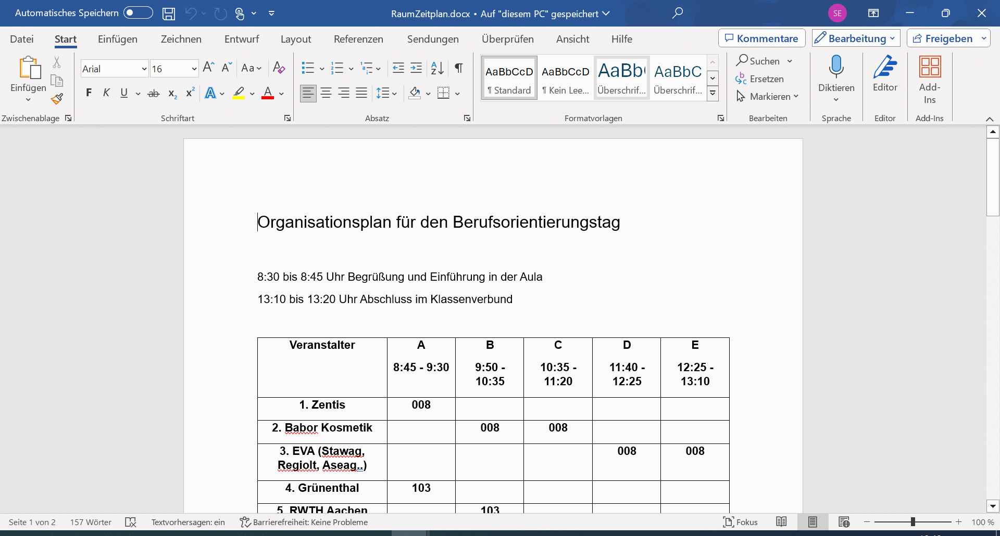 Automatisches Speichern
RaumZeitplan.docx • Auf "diesem PC" gespeichert
SE
Datei Start Einfügen Zeichnen Entwurf Layout Referenzen Sendungen Überprüfen Ansicht Hilfe Kommentare Bearbeitung Freigeben
Einfügen
Zwischenablage
Arial 16
Aa
F K U ab x₂ x² A A
Schriftart
Absatz
AaBbCcD AaBbCcD AaBb( AaBbC
¶ Standard ¶ Kein Lee... Überschrif... Überschrif...
Formatvorlagen
Suchen
Ersetzen
Markieren
Bearbeiten
Diktieren
Sprache
Editor
Editor
Add-
Ins
Add-Ins
Organisationsplan für den Berufsorientierungstag
8:30 bis 8:45 Uhr Begrüßung und Einführung in der Aula
13:10 bis 13:20 Uhr Abschluss im Klassenverbund
Veranstalter A B C D E
8:45 - 9:30 9:50 - 10:35 10:35 - 11:20 11:40 - 12:25 12:25 - 13:10
1. Zentis 008
2. Babor Kosmetik 008 008
3. EVA (Stawag, 008 008
Regiolt, Aseag..)
4. Grünenthal 103
5. RWTH Aachen 103
Seite 1 von 2 157 Wörter Textvorhersagen: ein Barrierefreiheit: Keine Probleme Fokus 100 %